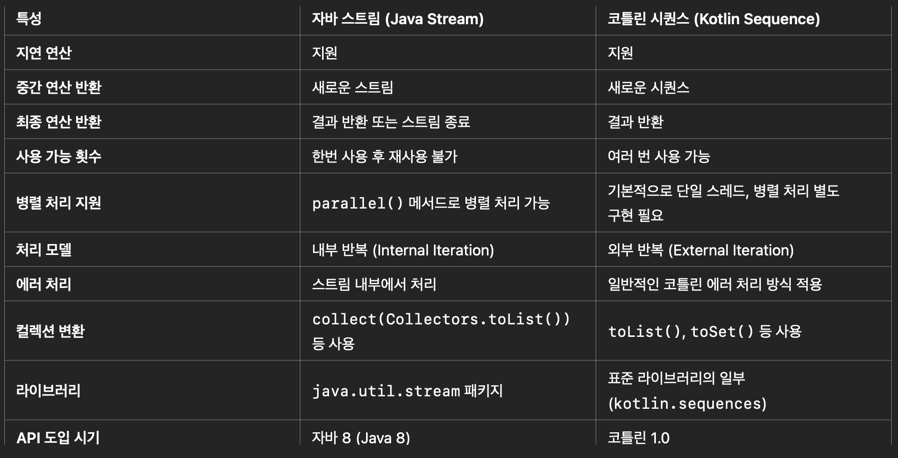 특성 자바 스트림 (Java Stream) 코틀린 시퀀스 (Kotlin Sequence)
지연 연산 지원 지원
중간 연산 반환 새로운 스트림 새로운 시퀀스
최종 연산 반환 결과 반환 또는 스트림 종료 결과 반환
사용 가능 횟수 한번 사용 후 재사용 불가 여러 번 사용 가능
병렬 처리 지원 parallel() 메서드로 병렬 처리 가능 기본적으로 단일 스레드, 병렬 처리 별도
구현 필요
처리 모델 내부 반복 (Internal Iteration) 외부 반복 (External Iteration)
에러 처리 스트림 내부에서 처리 일반적인 코틀린 에러 처리 방식 적용
컬렉션 변환 collect(Collectors.toList())
등 사용 toList(), toSet() 등 사용
라이브러리 java.util.stream 패키지 표준 라이브러리의 일부
(kotlin.sequences)
API 도입 시기 자바 8 (Java 8) 코틀린 1.0